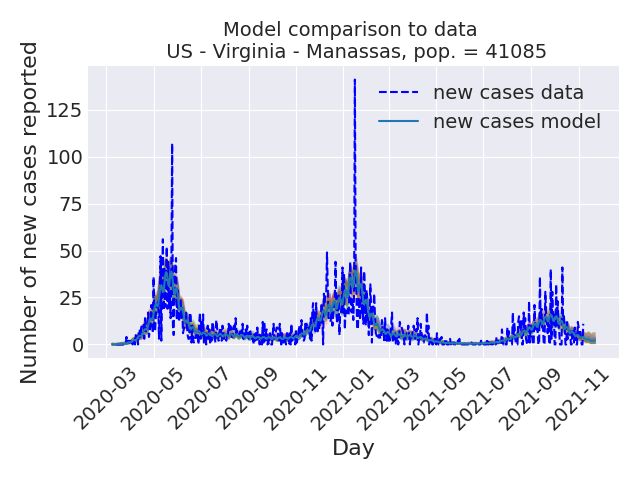 Model comparison to data
US - Virginia - Manassas, pop. = 41085
Number of new cases reported
125
100
75
50
25
0
new cases data
new cases model
2020-03
2020-05
2020-07
2020-09
2020-11
2021-01
2021-03
2021-05
2021-07
2021-09
2021-11
Day